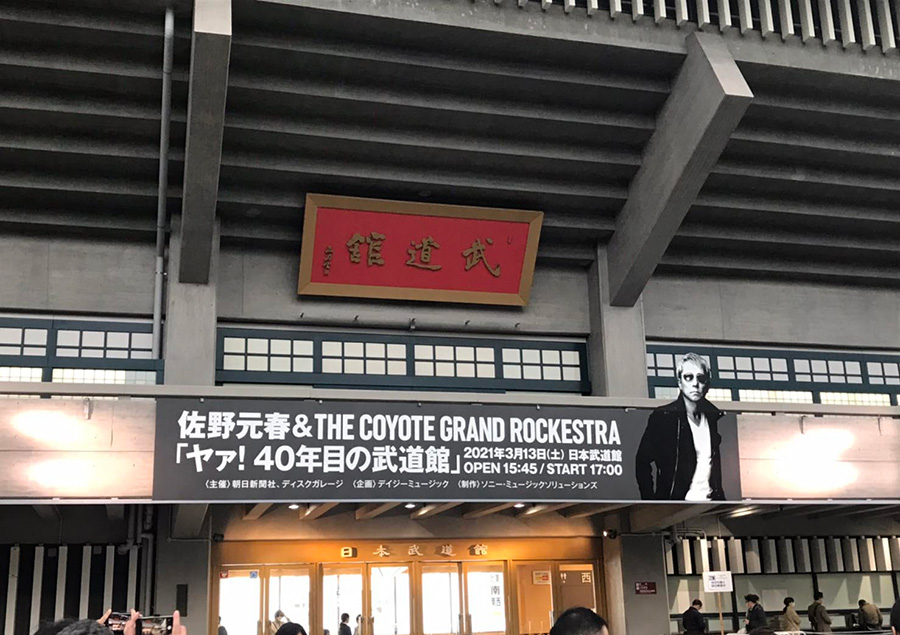 武道館
佐野元春&THE COYOTE GRAND ROCKESTRA
「ヤァ! 40年目の武道館」
2021年3月13日(土) 日本武道館
OPEN 15:45 / START 17:00
〈主催〉朝日新聞社、ディスクガレージ 〈企画〉デイジーミュージック 〈制作〉ソニー・ミュージックソリューションズ
日本武道館
西